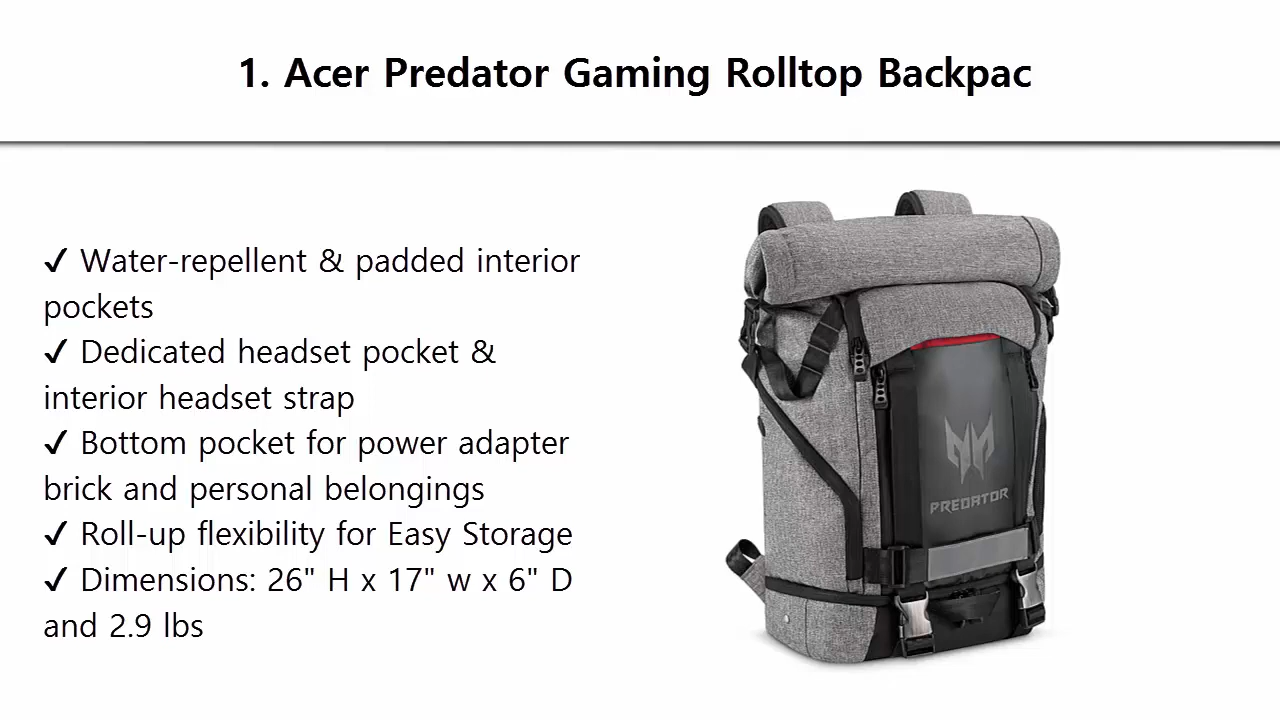 1. Acer Predator Gaming Rolltop Backpac
✔ Water-repellent & padded interior
pockets
✔ Dedicated headset pocket &
interior headset strap
✔ Bottom pocket for power adapter
brick and personal belongings
✔ Roll-up flexibility for Easy Storage
✔ Dimensions: 26" H x 17" w x 6" D
and 2.9 lbs
PREDATOR